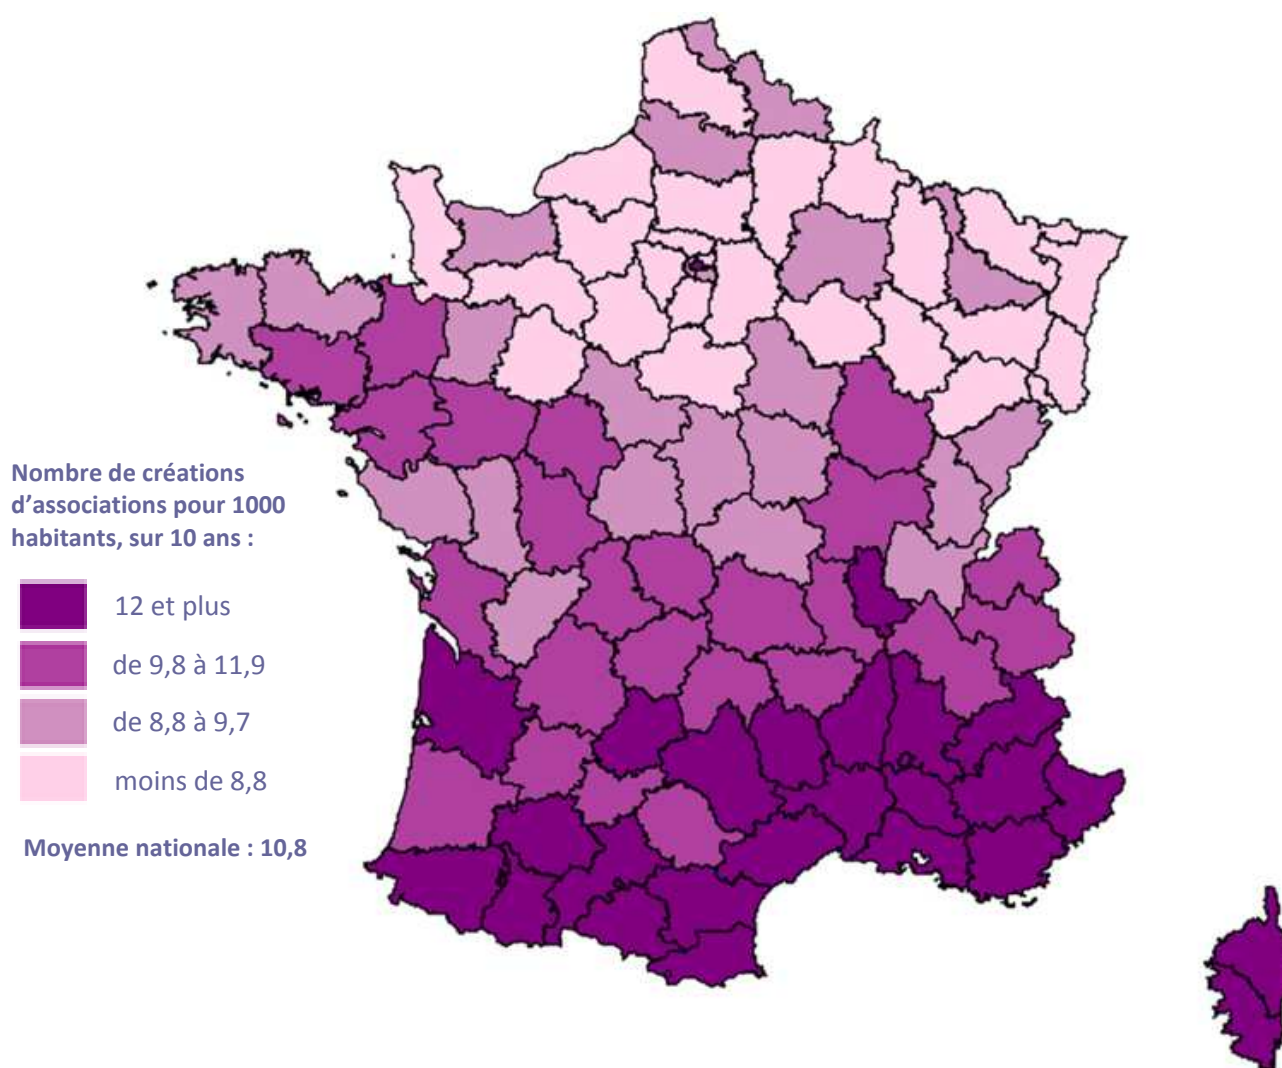 Nombre de créations
d’associations pour 1000
habitants, sur 10 ans :
12 et plus
de 9,8 à 11,9
de 8,8 à 9,7
moins de 8,8
Moyenne nationale : 10,8